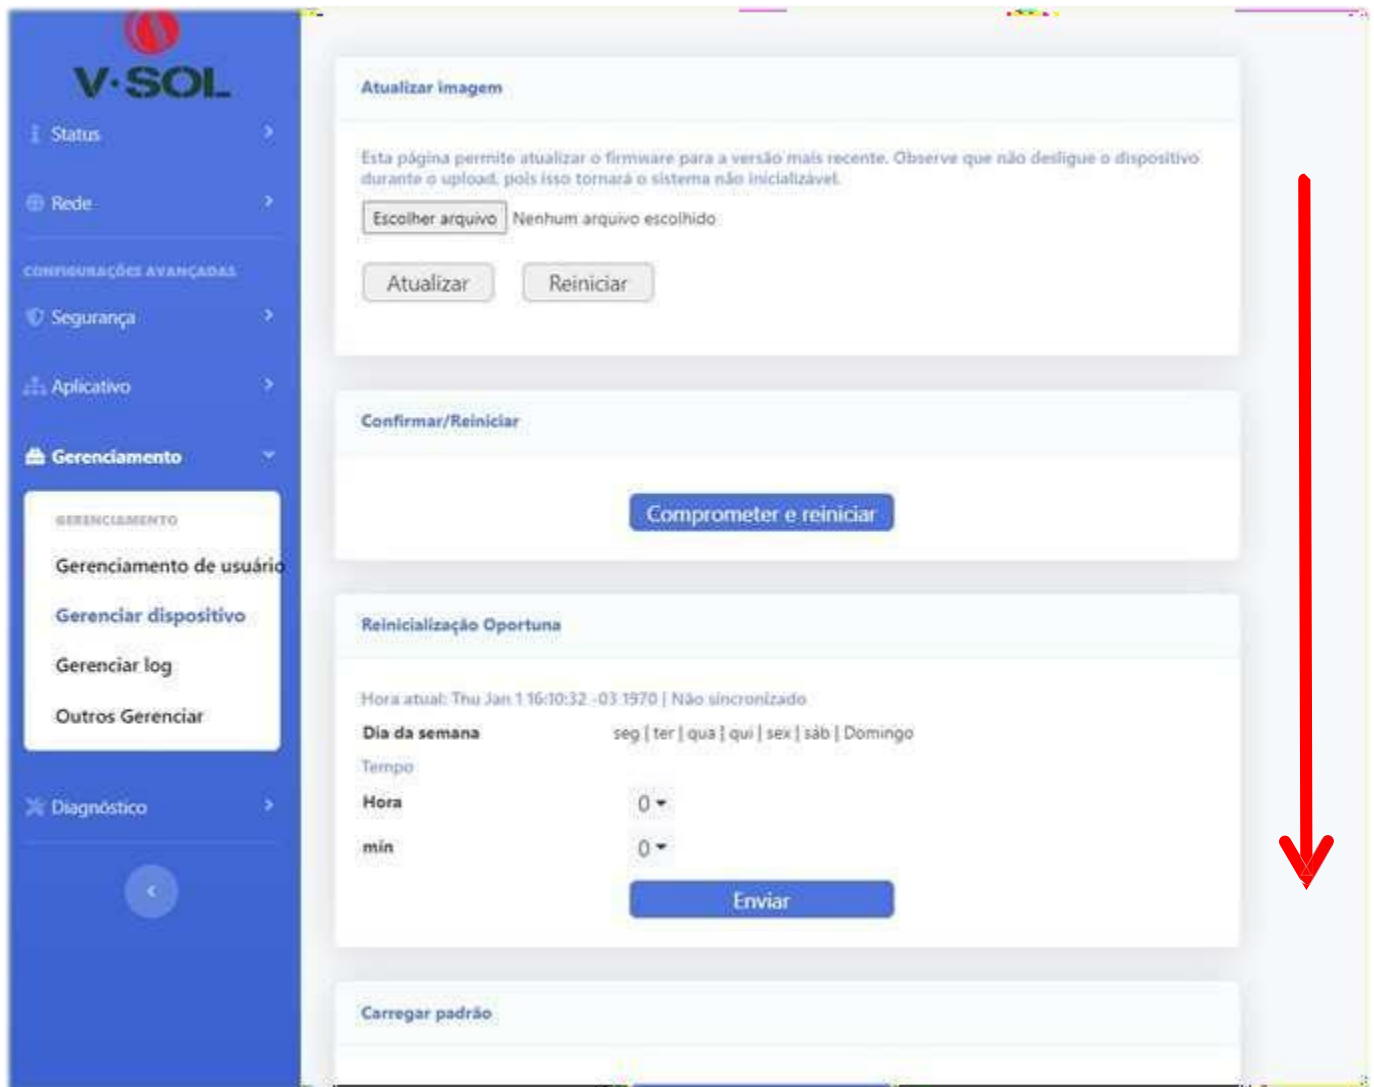 V·SOL
Status
Rede
CONFIGURAÇÕES AVANÇADAS
Segurança
Aplicativo
Gerenciamento
GERENCIAMENTO
Gerenciamento de usuário
Gerenciar dispositivo
Gerenciar log
Outros Gerenciar
Diagnóstico
Atualizar imagem
Esta página permite atualizar o firmware para a versão mais recente. Observe que não desligue o dispositivo
durante o upload, pois isso tornará o sistema não inicializável.
Escolher arquivo Nenhum arquivo escolhido
Atualizar Reiniciar
Confirmar/Reiniciar
Comprometer e reiniciar
Reinicialização Oportuna
Hora atual: Thu Jan 1 16:10:32 -03 1970 | Não sincronizado
Dia da semana seg | ter | qua | qui | sex | sáb | Domingo
Tempo
Hora 0
min 0
Enviar
Carregar padrão